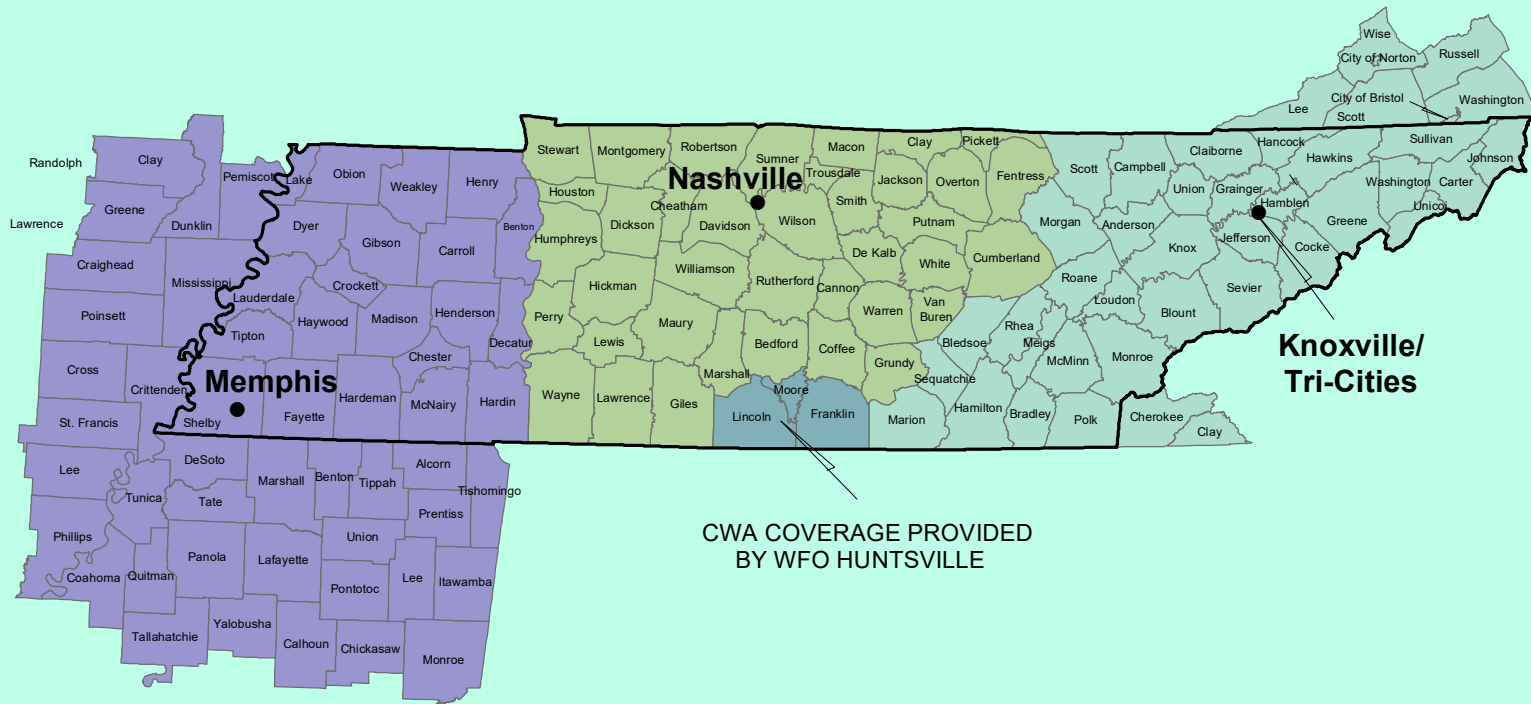 Wise
City of Norton
Russell
Lee
City of Bristol
Scott
Washington
Randolph
Clay
Pemiscot
Greene
Lawrence
Dunklin
Craighead
Mississippi
Poinsett
Cross
Crittenden
St. Francis
Lee
Phillips
Lake
Obion
Weakley
Henry
Benton
Dyer
Gibson
Carroll
Crockett
Lauderdale
Haywood
Madison
Henderson
Decatur
Tipton
Chester
Memphis
Shelby
Fayette
Hardeman
McNairy
Hardin
DeSoto
Marshall
Benton
Tippah
Alcorn
Tishomingo
Tunica
Tate
Prentiss
Union
Panola
Lafayette
Coahoma
Quitman
Pontotoc
Lee
Itawamba
Tallahatchie
Yalobusha
Calhoun
Chickasaw
Monroe
Stewart
Montgomery
Robertson
Sumner
Macon
Clay
Pickett
Trousdale
Nashville
Houston
Cheatham
Dickson
Davidson
Wilson
Smith
Jackson
Overton
Fentress
Humphreys
Putnam
Williamson
De Kalb
White
Cumberland
Hickman
Rutherford
Cannon
Perry
Maury
Warren
Van
Buren
Lewis
Bedford
Coffee
Grundy
Marshall
Wayne
Lawrence
Giles
Lincoln
Moore
Franklin
CWA COVERAGE PROVIDED
BY WFO HUNTSVILLE
Scott
Campbell
Claiborne
Hancock
Hawkins
Sullivan
Johnson
Union
Grainger
Hamblen
Washington
Carter
Unicoi
Morgan
Anderson
Knox
Jefferson
Greene
Cocke
Roane
Loudon
Sevier
Blount
Bledsoe
Rhea
Meigs
McMinn
Monroe
Sequatchie
Marion
Hamilton
Bradley
Polk
Cherokee
Clay
Knoxville/
Tri-Cities